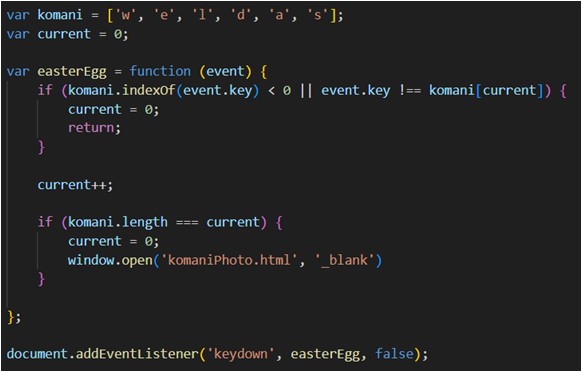 var komani = ['w', 'e', 'l', 'd', 'a', 's'];
var current = 0;

var easterEgg = function (event) {
    if (komani.indexOf(event.key) < 0 || event.key !== komani[current]) {
        current = 0;
        return;
    }

    current++;

    if (komani.length === current) {
        current = 0;
        window.open('komaniPhoto.html', '_blank')
    }

};

document.addEventListener('keydown', easterEgg, false);